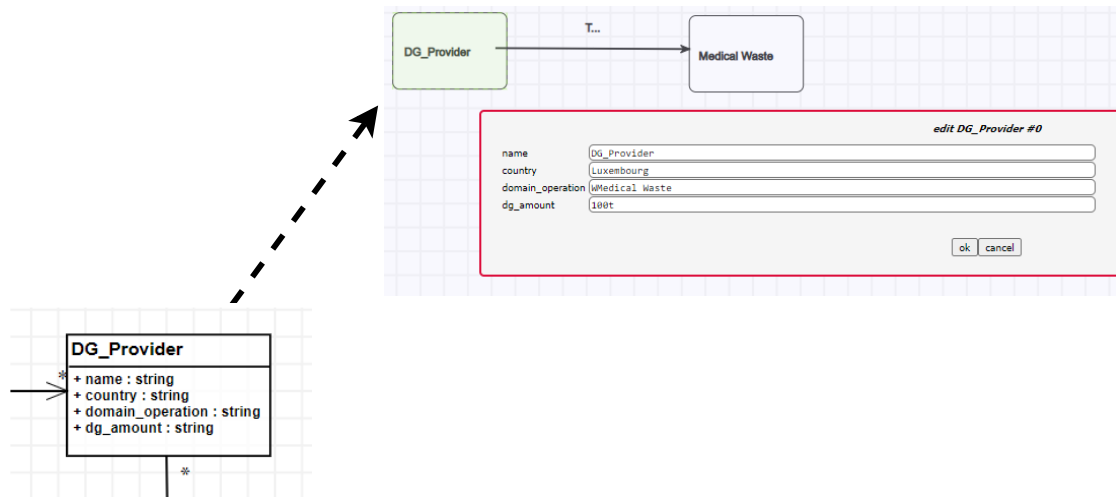 T...
DG_Provider
Medical Waste
edit DG_Provider #0
name DG_Provider
country Luxembourg
domain_operation WMedical Waste
dg_amount 100t
ok cancel
DG_Provider
*
+ name : string
+ country : string
+ domain_operation : string
+ dg_amount : string
*